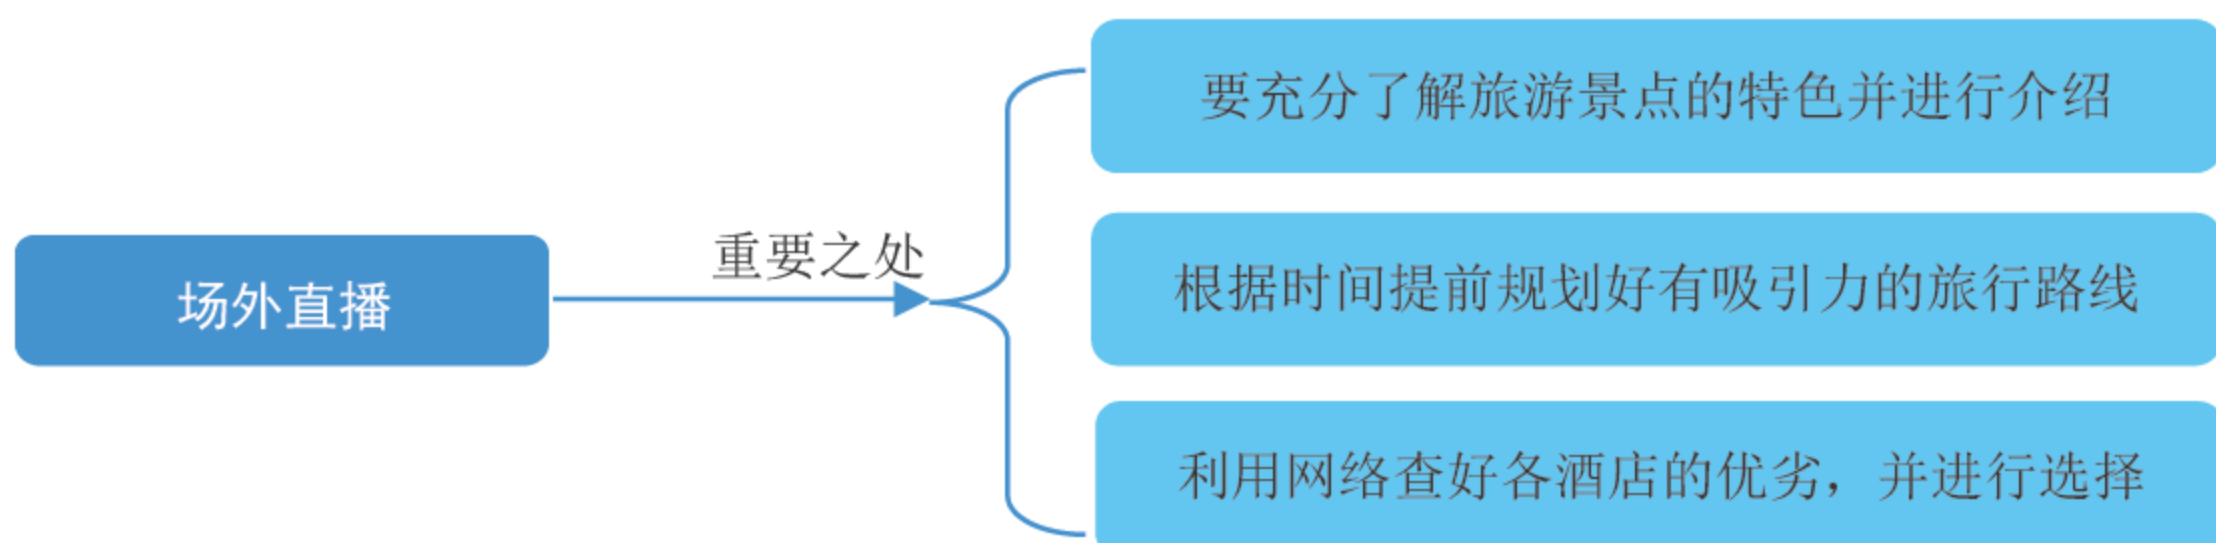 场外直播
重要之处
要充分了解旅游景点的特色并进行介绍
根据时间提前规划好有吸引力的旅行路线
利用网络查好各酒店的优劣，并进行选择